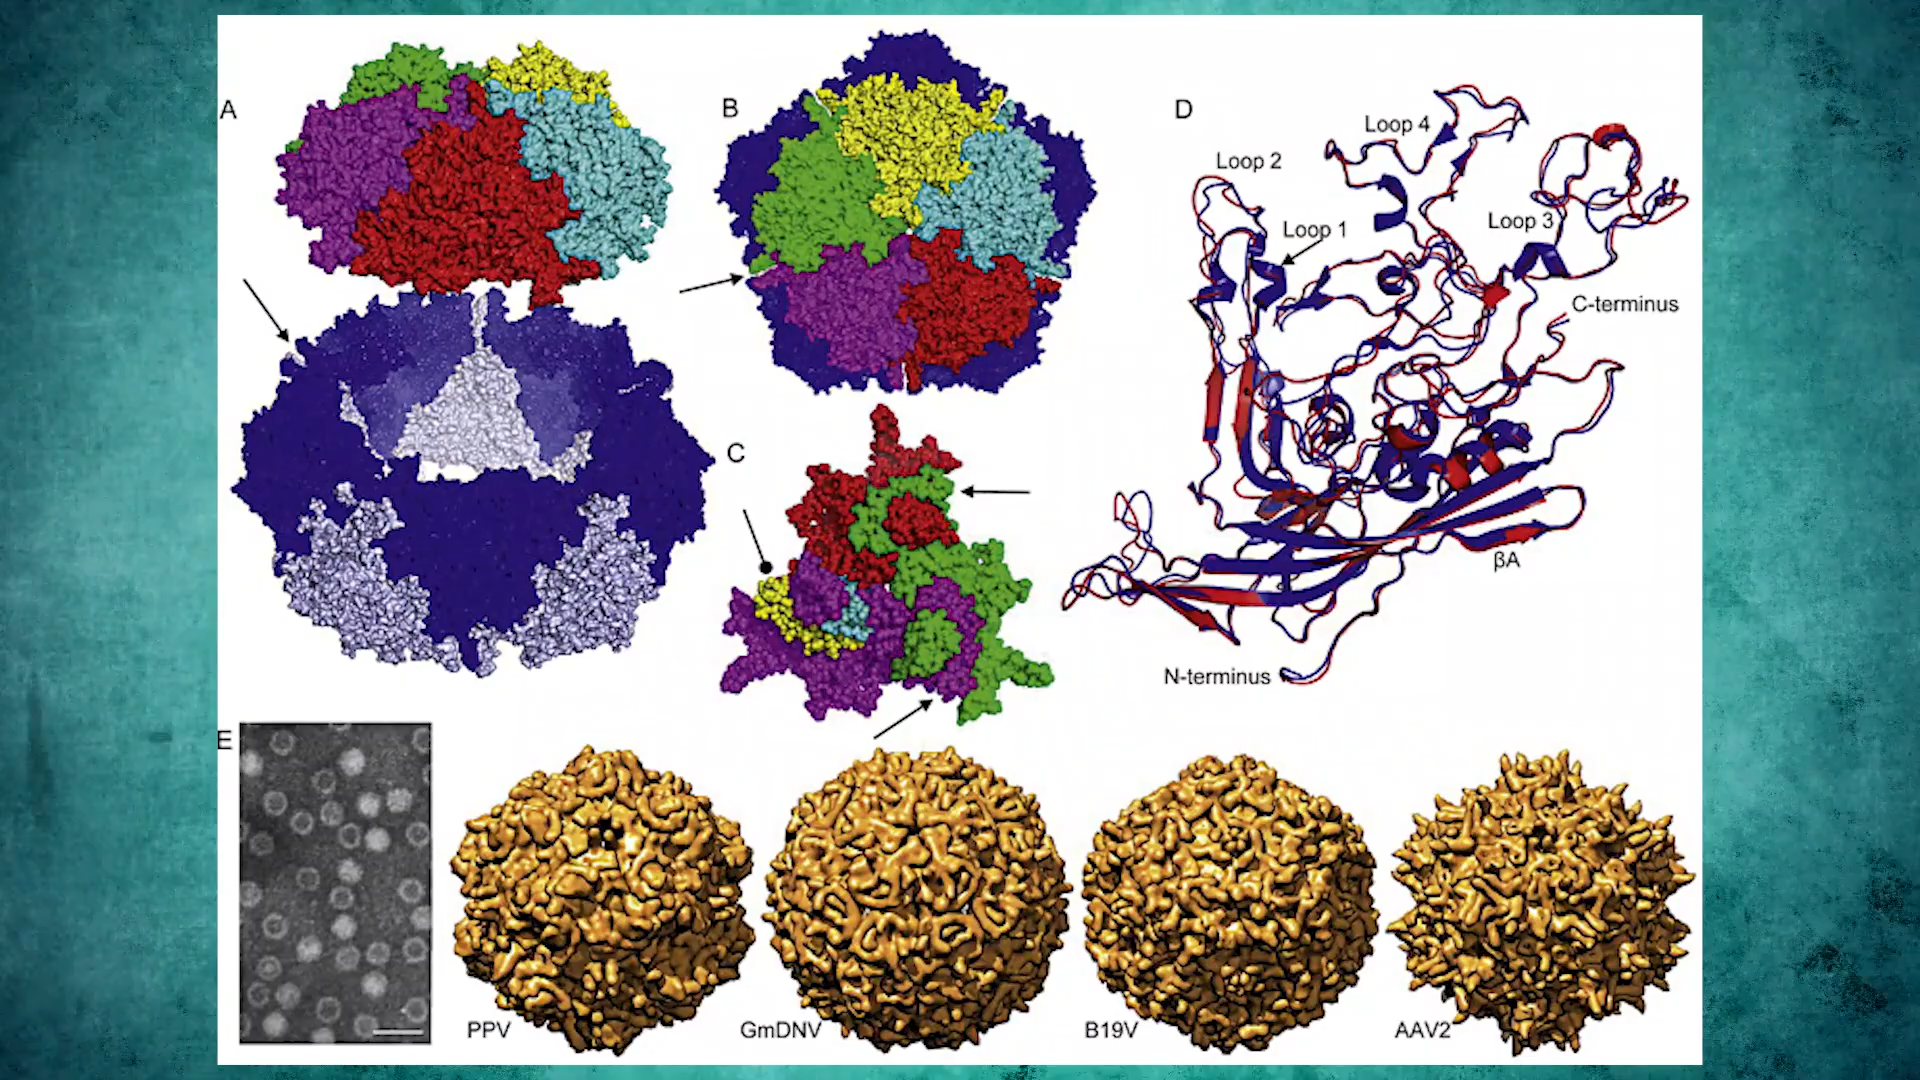 A
B
C
D
Loop 4
Loop 2
Loop 1
Loop 3
C-terminus
βA
N-terminus
E
PPV
GmDNV
B19V
AAV2